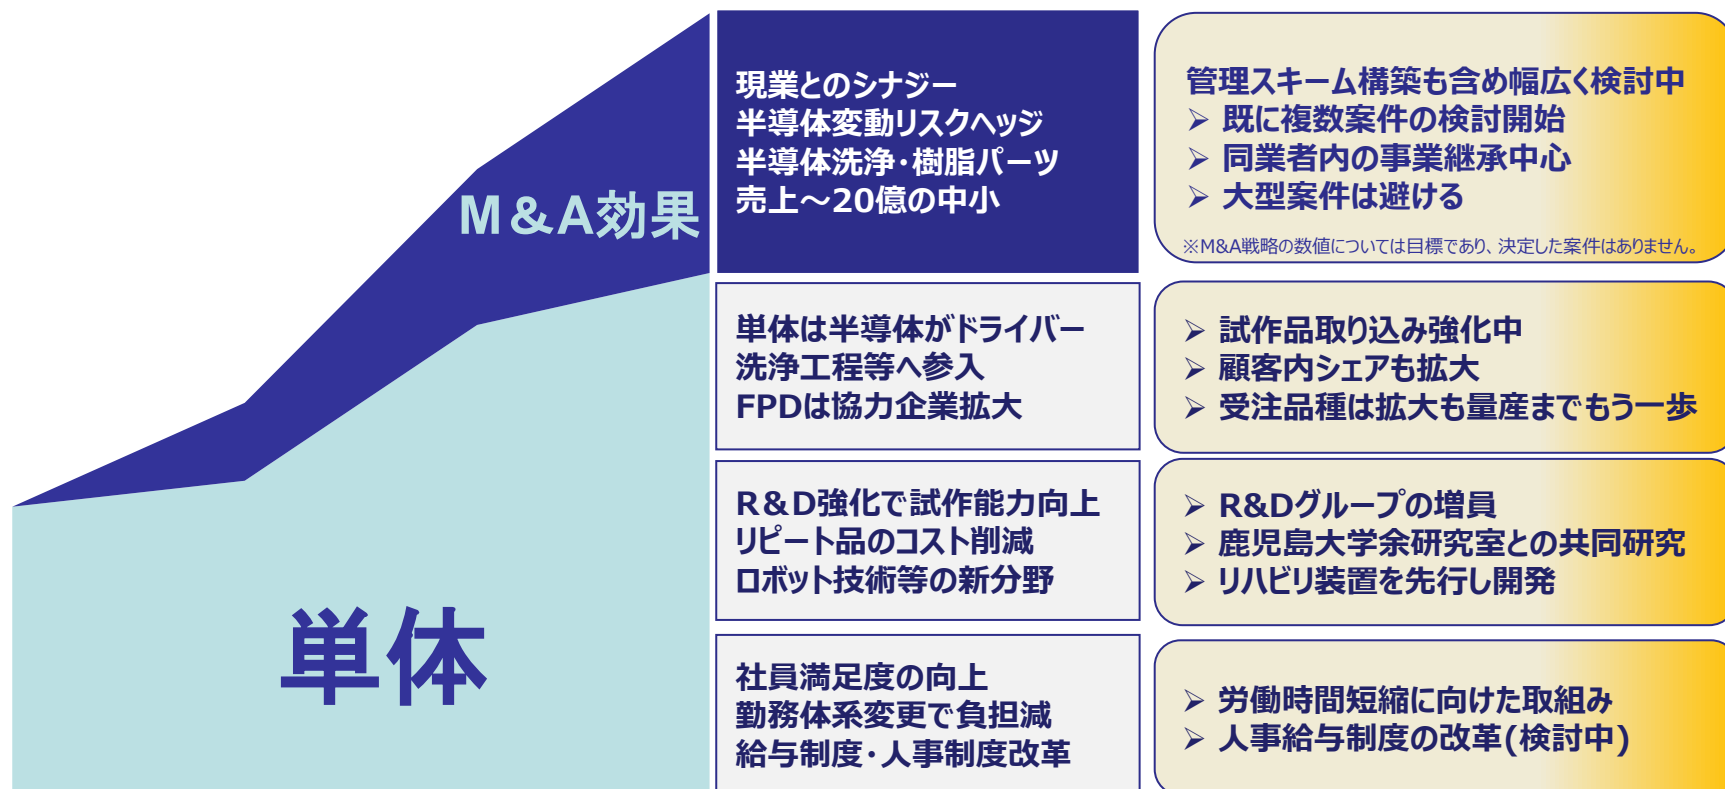 M&A効果
単体
現業とのシナジー
半導体変動リスクヘッジ
半導体洗浄・樹脂パーツ
売上～20億の中小
管理スキーム構築も含め幅広く検討中
➢ 既に複数案件の検討開始
➢ 同業者内の事業継承中心
➢ 大型案件は避ける
※M&A戦略の数値については目標であり、決定した案件はありません。
単体は半導体がドライバー
洗浄工程等へ参入
FPDは協力企業拡大
➢ 試作品取り込み強化中
➢ 顧客内シェアも拡大
➢ 受注品種は拡大も量産までもう一歩
R&D強化で試作能力向上
リピート品のコスト削減
ロボット技術等の新分野
➢ R&Dグループの増員
➢ 鹿児島大学余研究室との共同研究
➢ リハビリ装置を先行し開発
社員満足度の向上
勤務体系変更で負担減
給与制度・人事制度改革
➢ 労働時間短縮に向けた取組み
➢ 人事給与制度の改革(検討中)